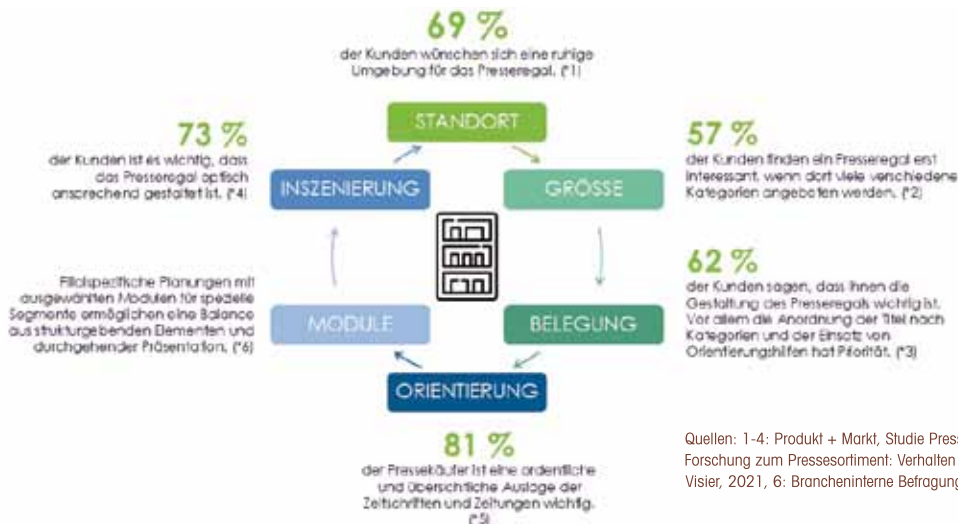 69 %
der Kunden wünschen sich eine ruhige
Umgebung für das Presseregal. (*1)
STANDORT
73 %
der Kunden ist es wichtig, dass
das Presseregal optisch
ansprechend gestaltet ist. (*4)
INSZENIERUNG
GRÖSSE
57 %
der Kunden finden ein Presseregal erst
interessant, wenn dort viele verschiedene
Kategorien angeboten werden. (*2)
Filialspezifische Planungen mit
ausgewählten Modulen für spezielle
Segmente ermöglichen eine Balance
aus strukturgebenden Elementen und
durchgehender Präsentation. (*6)
MODULE
BELEGUNG
62 %
der Kunden sagen, dass ihnen die
Gestaltung des Presseregals wichtig ist.
Vor allem die Anordnung der Titel nach
Kategorien und der Einsatz von
Orientierungshilfen hat Priorität. (*3)
ORIENTIERUNG
81 %
der Pressekäufer ist eine ordentliche
und übersichtliche Auslage der
Zeitschriften und Zeitungen wichtig.
(*5)
Quellen: 1-4: Produkt + Markt, Studie Press
Forschung zum Pressesortiment: Verhalten
Visier, 2021, 6: Brancheninterne Befragung